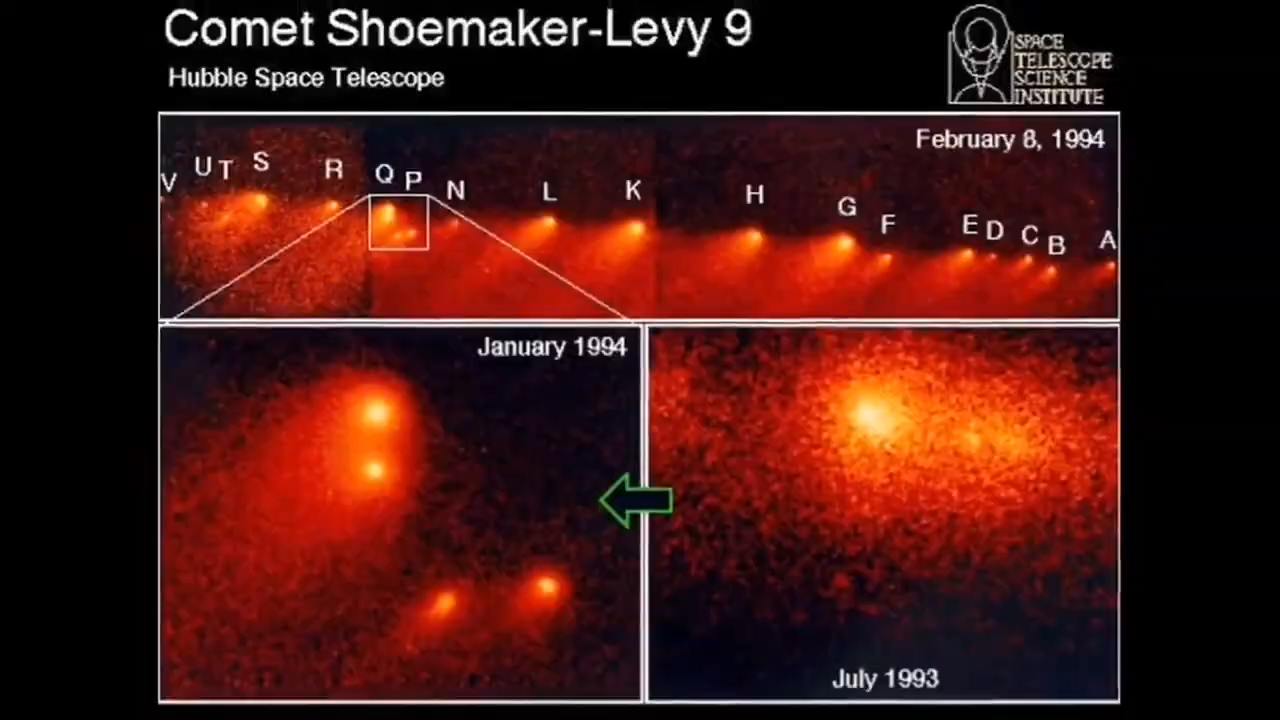 Comet Shoemaker-Levy 9
Hubble Space Telescope
SPACE
TELESCOPE
SCIENCE
INSTITUTE
February 8, 1994
V U T S R Q P N L K H G F E D C B A
January 1994
July 1993